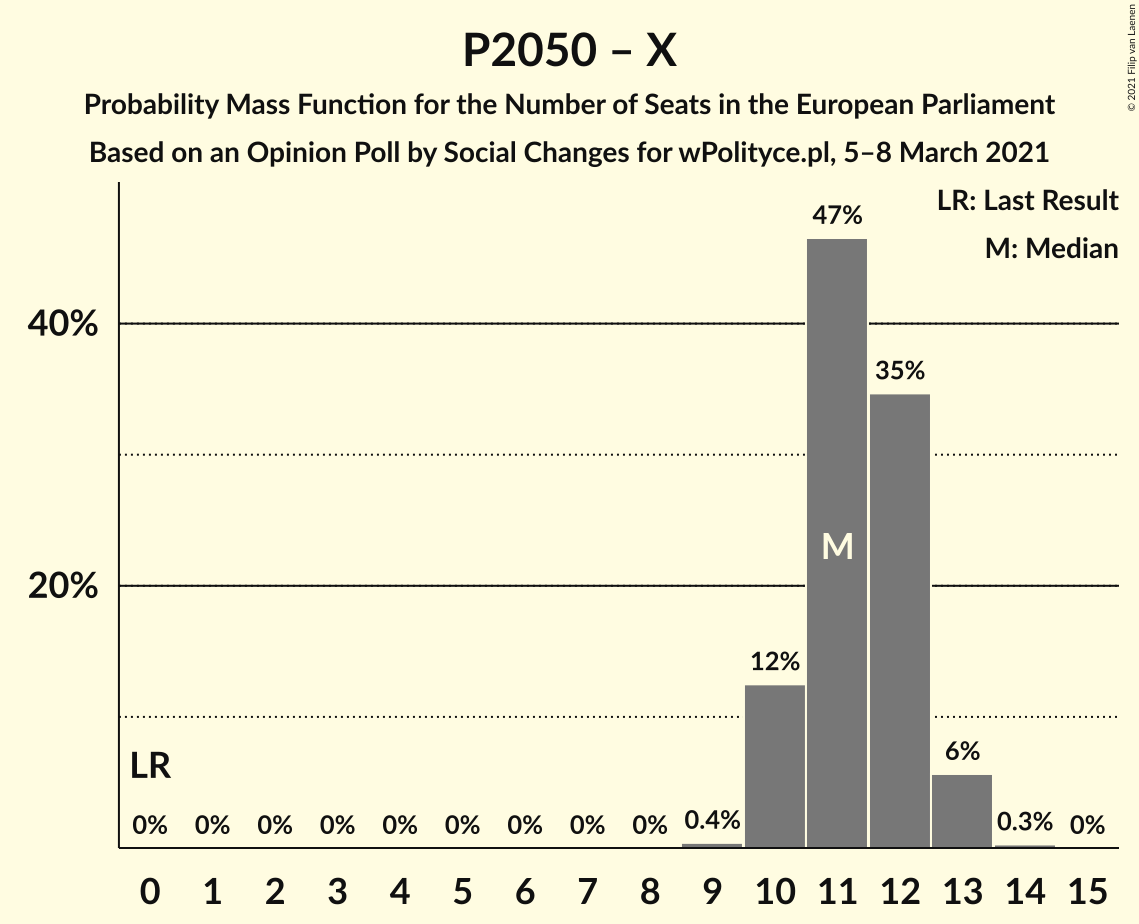 P2050 – X
Probability Mass Function for the Number of Seats in the European Parliament
Based on an Opinion Poll by Social Changes for wPolityce.pl, 5–8 March 2021
© 2021 Filip van Laenen
LR: Last Result
M: Median
47%
40%
35%
M
20%
12%
6%
LR
0% 0% 0% 0% 0% 0% 0% 0% 0% 0.4% 0.3% 0%
0 1 2 3 4 5 6 7 8 9 10 11 12 13 14 15